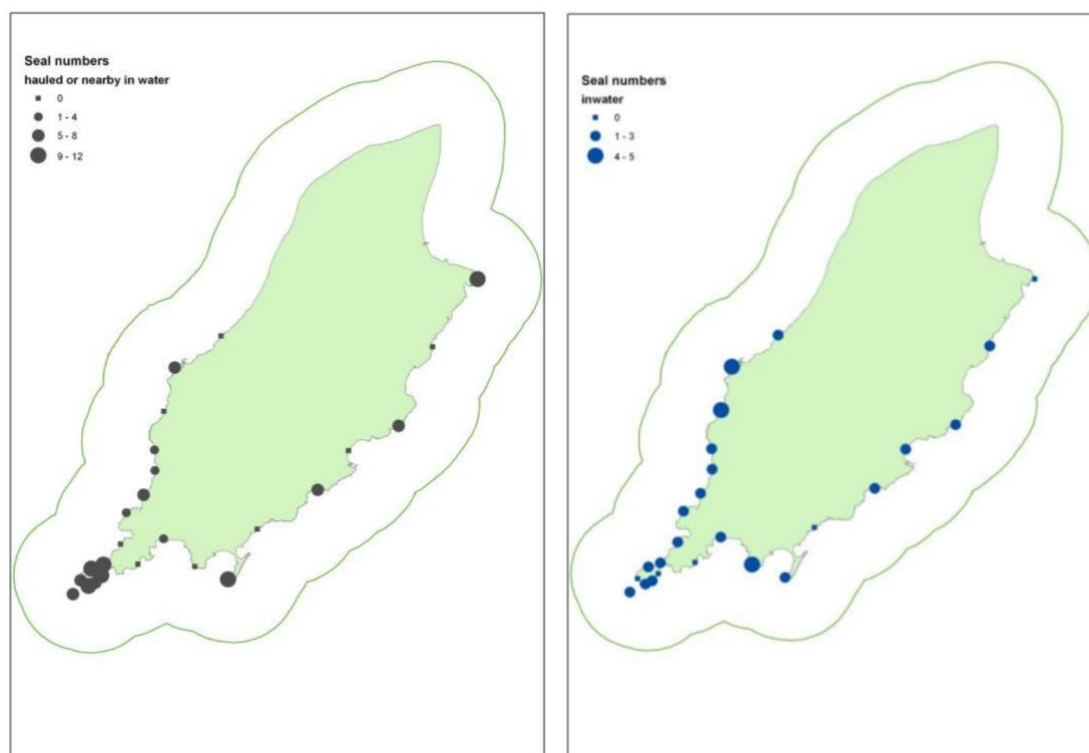 Seal numbers
hauled or nearby in water
0
1 - 4
5 - 8
9 - 12
Seal numbers
inwater
0
1 - 3
4 - 5